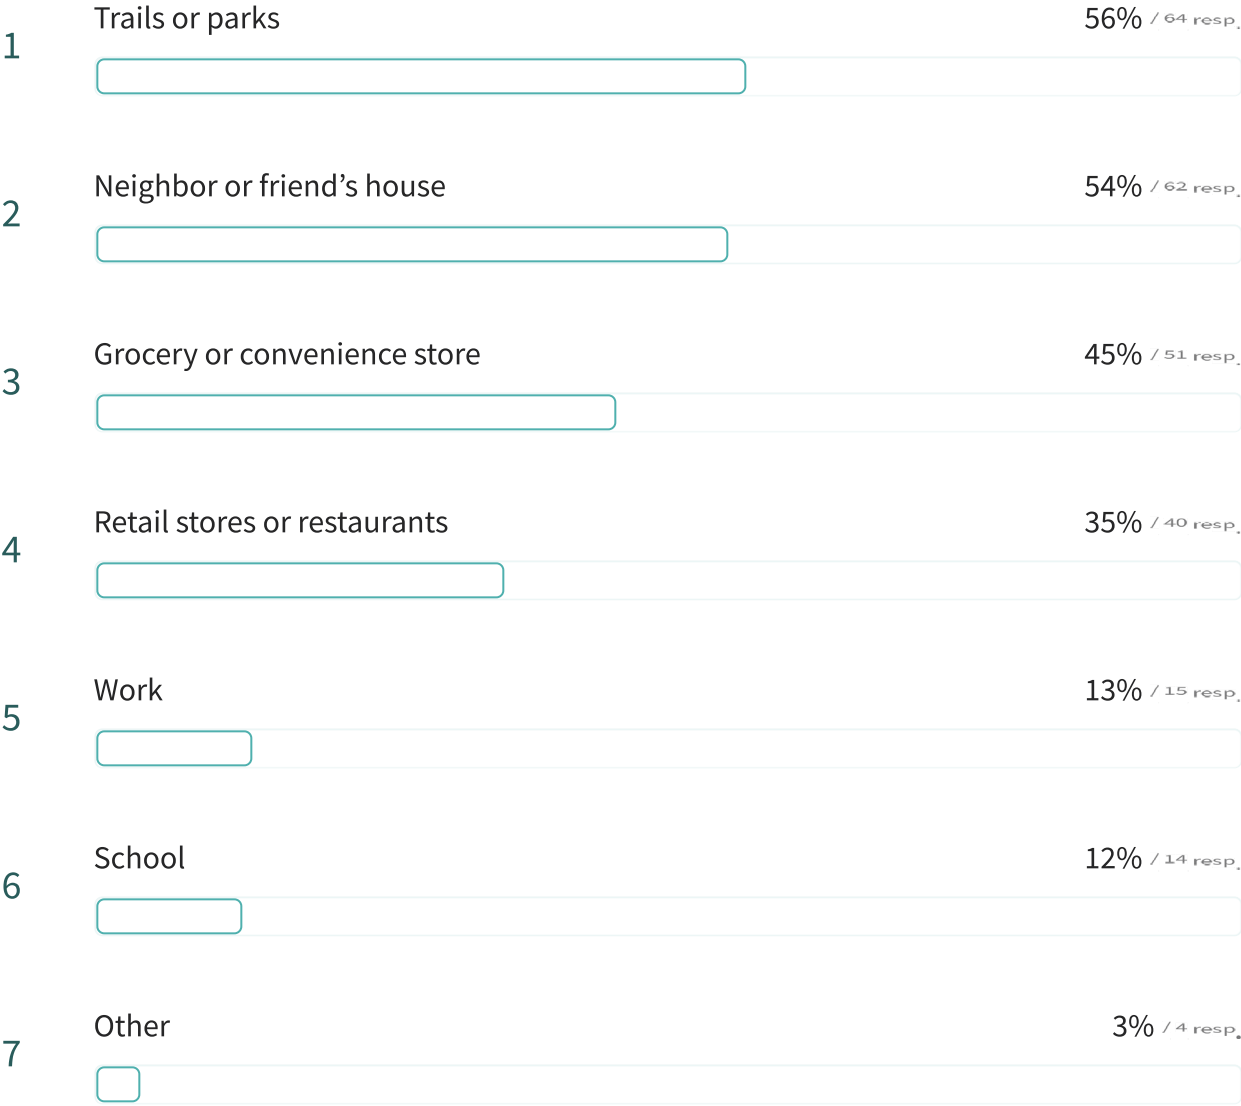 1 Trails or parks 56% / 64 resp.
2 Neighbor or friend’s house 54% / 62 resp.
3 Grocery or convenience store 45% / 51 resp.
4 Retail stores or restaurants 35% / 40 resp.
5 Work 13% / 15 resp.
6 School 12% / 14 resp.
7 Other 3% / 4 resp.